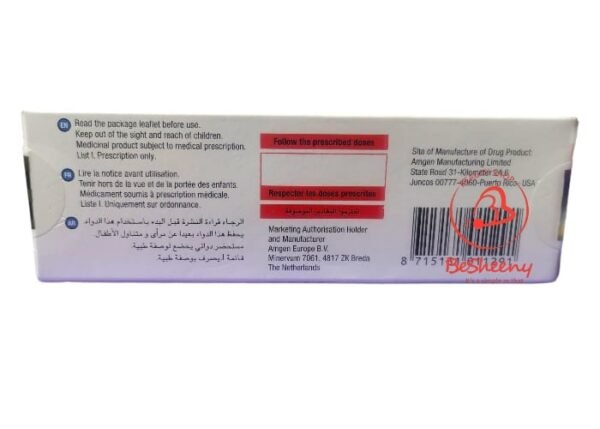 EN Read the package leaflet before use.
Keep out of the sight and reach of children.
Medicinal product subject to medical prescription.
List I. Prescription only.
FR Lire la notice avant utilisation.
Tenir hors de la vue et de la portée des enfants.
Médicament soumis à prescription médicale.
Liste I. Uniquement sur ordonnance.
AR الرجاء قراءة النشرة قبل البدء باستخدام هذا الدواء.
يحفظ هذا الدواء بعيدا عن مرأى و متناول الأطفال.
مستحضر دوائي يخضع لوصفة طبية.
قائمة I. يصرف بوصفة طبية.
Follow the prescribed doses
Respecter les doses prescrites
Marketing Authorisation Holder
and Manufacturer
Amgen Europe B.V.
Minervum 7061, 4817 ZK Breda
The Netherlands
Site of Manufacture of Drug Product:
Amgen Manufacturing Limited
State Road 31-Kilometer 24.6
Juncos 00777-4060-Puerto Rico, USA
BeSheeny